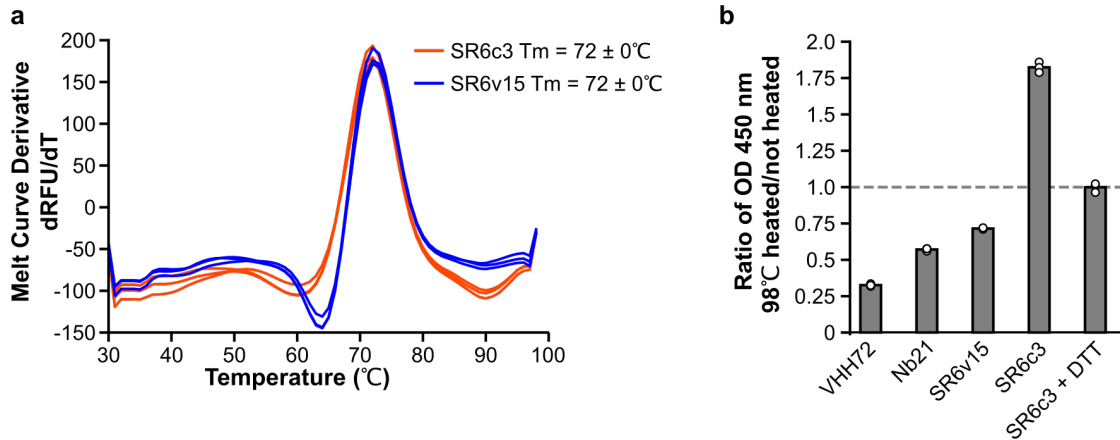 a
Melt Curve Derivative
dRFU/dT
200
150
100
50
0
-50
-100
-150
30
40
50
60
70
80
90
100
Temperature (℃)
SR6c3 Tm = 72 ± 0℃
SR6v15 Tm = 72 ± 0℃
b
Ratio of OD 450 nm
98℃ heated/not heated
2.0
1.75
1.5
1.25
1.0
0.75
0.50
0.25
0
VHH72
Nb21
SR6v15
SR6c3
SR6c3 + DTT